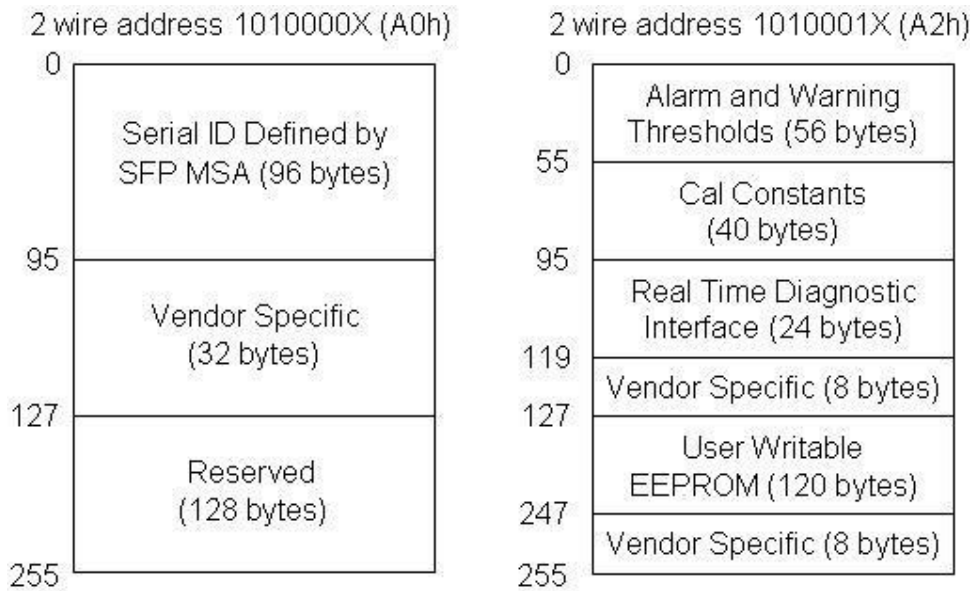 2 wire address 1010000X (A0h)
0
Serial ID Defined by
SFP MSA (96 bytes)
95
Vendor Specific
(32 bytes)
127
Reserved
(128 bytes)
255
2 wire address 1010001X (A2h)
0
Alarm and Warning
Thresholds (56 bytes)
55
Cal Constants
(40 bytes)
95
Real Time Diagnostic
Interface (24 bytes)
119
Vendor Specific (8 bytes)
127
User Writable
EEPROM (120 bytes)
247
Vendor Specific (8 bytes)
255